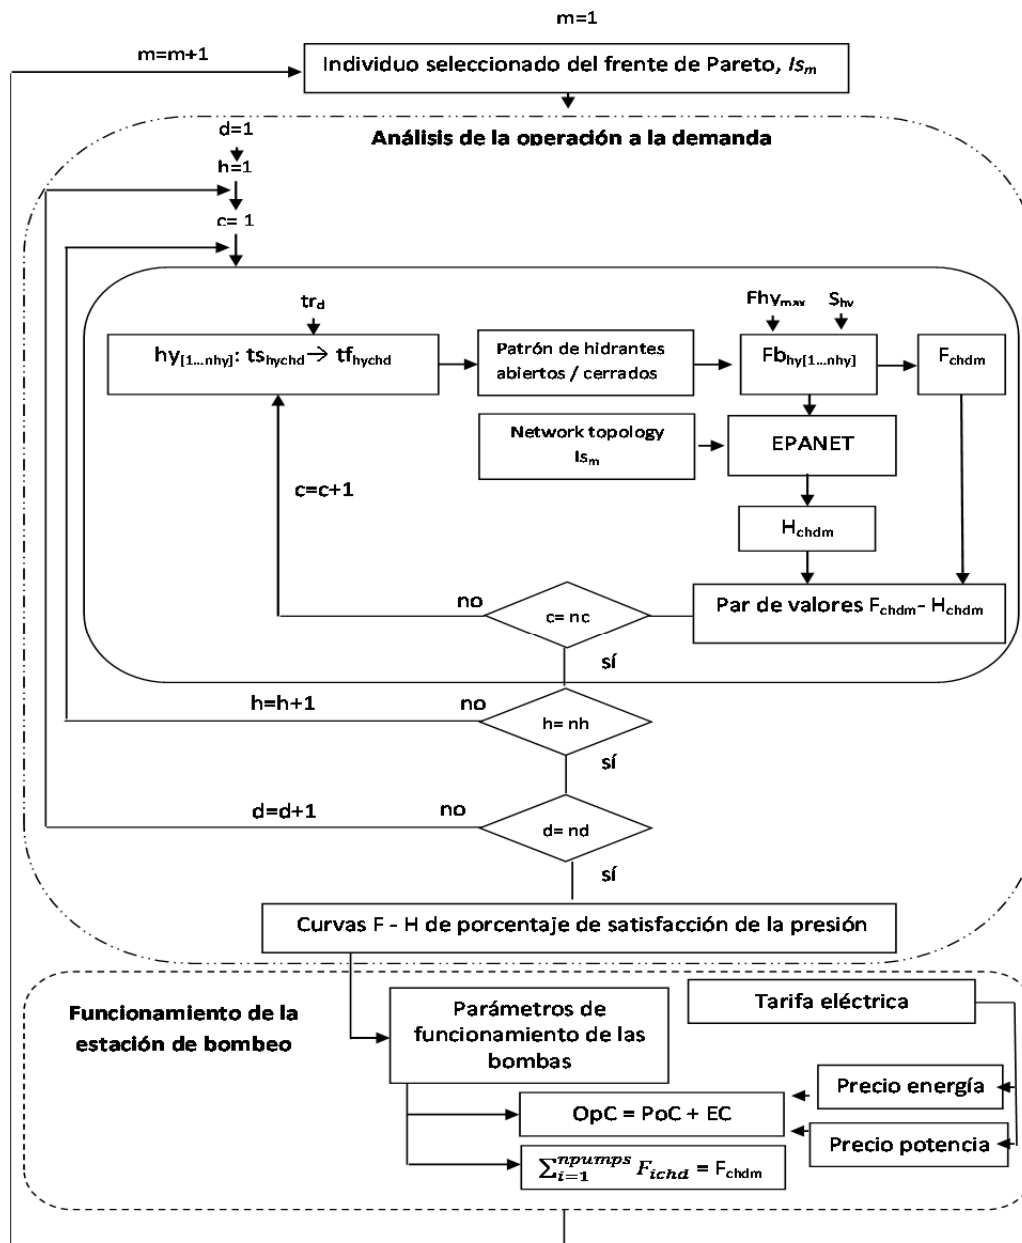 m=1
m=m+1
Individuo seleccionado del frente de Pareto, Isₘ
d=1
Análisis de la operación a la demanda
h=1
c= 1
tr_d
Fhy_max
S_hy
hy_[1...nhy]: ts_hychd → tf_hychd
Patrón de hidrantes
abiertos / cerrados
Fb_hy[1...nhy]
F_chdm
Network topology
Is_m
EPANET
c=c+1
H_chdm
no
c= nc
Par de valores F_chdm- H_chdm
sí
h=h+1
no
h= nh
sí
d=d+1
no
d= nd
sí
Curvas F - H de porcentaje de satisfacción de la presión
Funcionamiento de la
estación de bombeo
Parámetros de
funcionamiento de las
bombas
Tarifa eléctrica
Precio energía
OpC = PoC + EC
Precio potencia
∑_{i=1}^{npumps} F_ichd = F_chdm